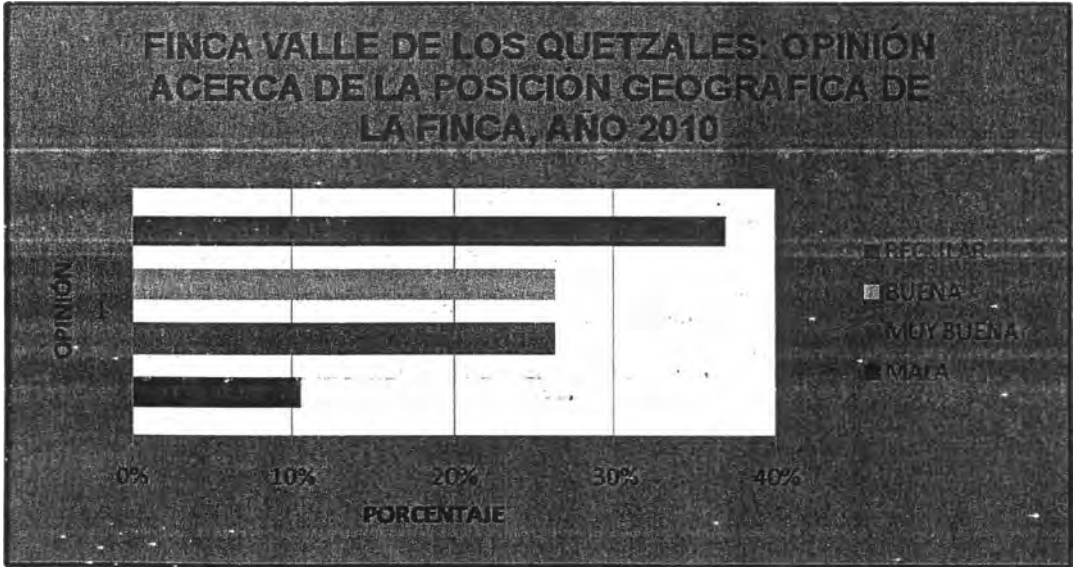 FINCA VALLE DE LOS QUETZALES: OPINIÓN
ACERCA DE LA POSICIÓN GEOGRAFICA DE
LA FINCA, AÑO 2010
OPINIÓN
1
REGULAR
BUENA
MUY BUENA
MALA
0%
10%
20%
30%
40%
PORCENTAJE